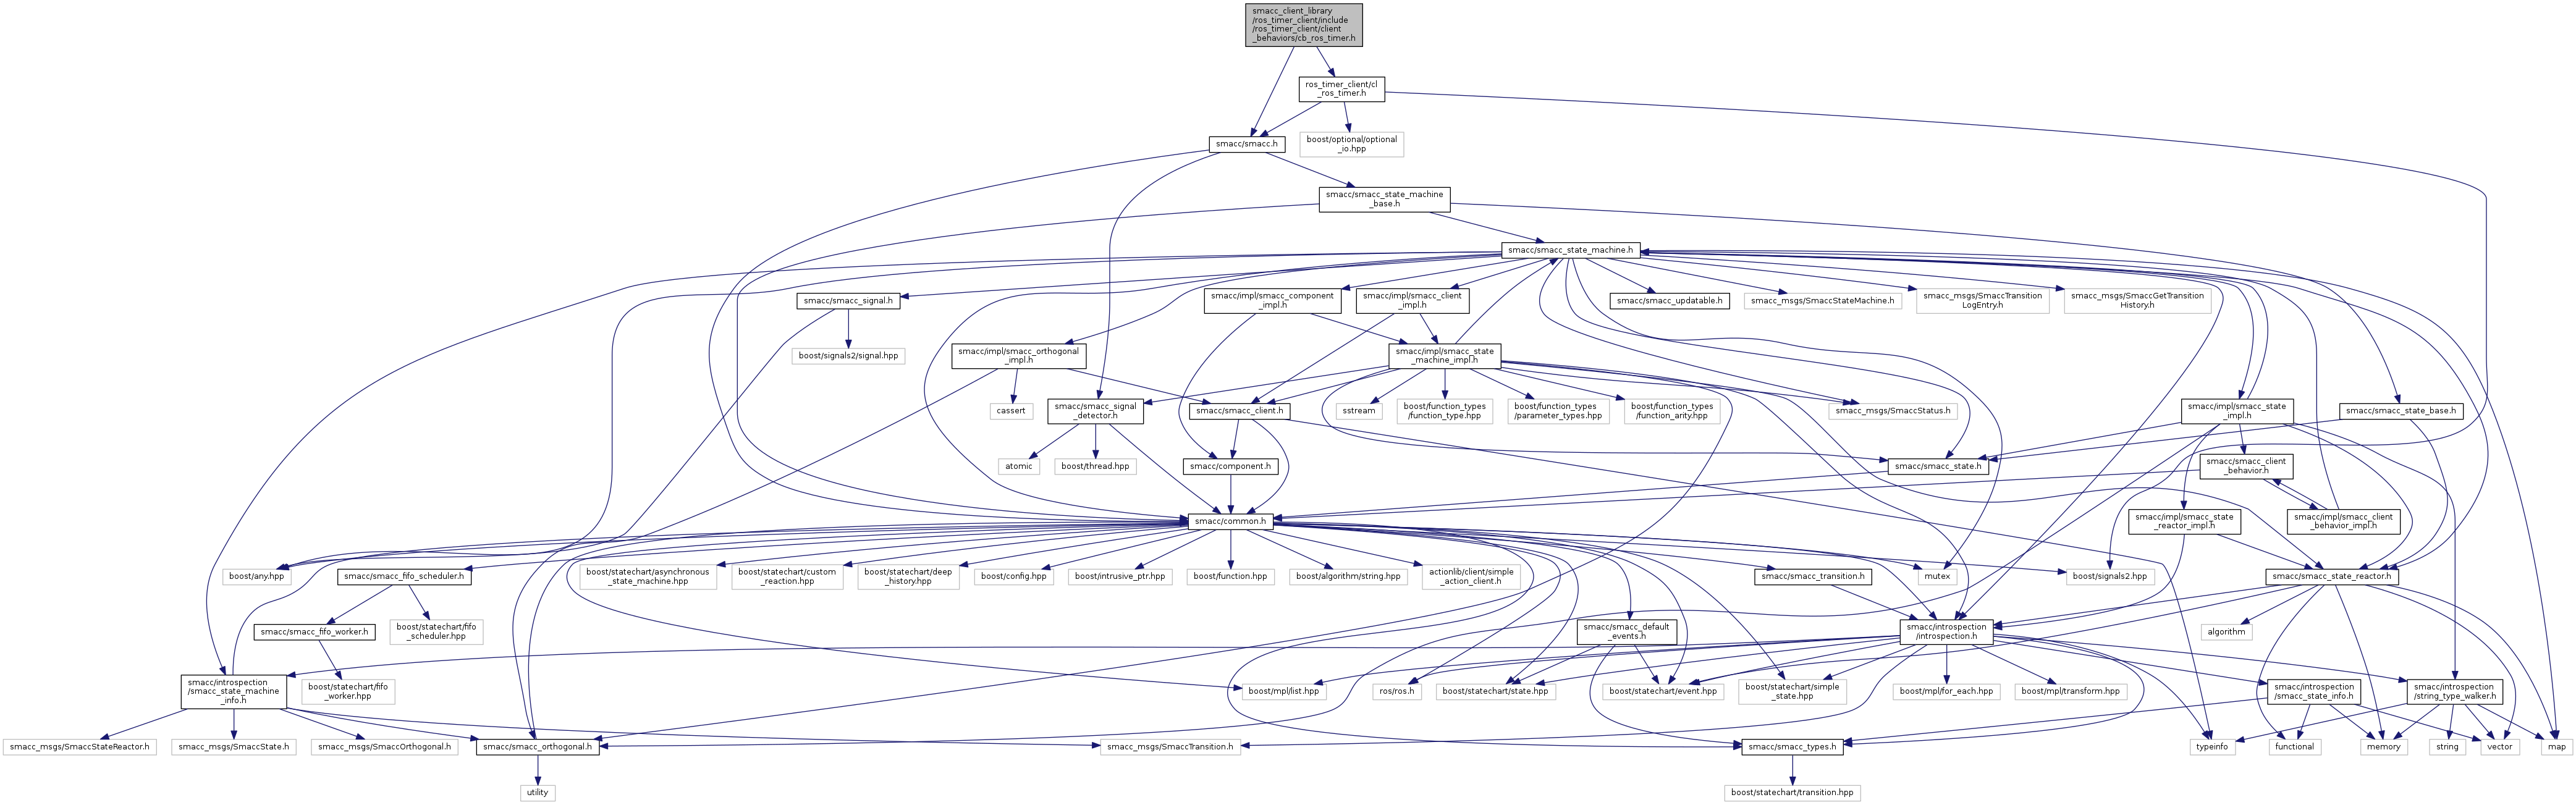 smacc_client_library
/ros_timer_client/include
/ros_timer_client/client
_behaviors/cb_ros_timer.h
ros_timer_client/cl
_ros_timer.h
smacc/smacc.h
boost/optional/optional
_io.hpp
smacc/smacc_state_machine
_base.h
smacc/smacc_state_machine.h
smacc/smacc_signal.h
smacc/impl/smacc_component
_impl.h
smacc/impl/smacc_client
_impl.h
smacc/smacc_updatable.h
smacc_msgs/SmaccStateMachine.h
smacc_msgs/SmaccTransition
LogEntry.h
smacc_msgs/SmaccGetTransition
History.h
boost/signals2/signal.hpp
smacc/impl/smacc_orthogonal
_impl.h
smacc/impl/smacc_state
_machine_impl.h
cassert
smacc/smacc_signal
_detector.h
smacc/smacc_client.h
sstream
boost/function_types
/function_type.hpp
boost/function_types
/parameter_types.hpp
boost/function_types
/function_arity.hpp
smacc_msgs/SmaccStatus.h
smacc/impl/smacc_state
_impl.h
smacc/smacc_state_base.h
atomic
boost/thread.hpp
smacc/component.h
smacc/smacc_state.h
smacc/smacc_client
_behavior.h
smacc/common.h
smacc/impl/smacc_state
_reactor_impl.h
smacc/impl/smacc_client
_behavior_impl.h
boost/any.hpp
smacc/smacc_fifo_scheduler.h
boost/statechart/asynchronous
_state_machine.hpp
boost/statechart/custom
_reaction.hpp
boost/statechart/deep
_history.hpp
boost/config.hpp
boost/intrusive_ptr.hpp
boost/function.hpp
boost/algorithm/string.hpp
actionlib/client/simple
_action_client.h
smacc/smacc_transition.h
mutex
boost/signals2.hpp
smacc/smacc_state_reactor.h
smacc/smacc_fifo_worker.h
boost/statechart/fifo
_scheduler.hpp
smacc/smacc_default
_events.h
smacc/introspection
/introspection.h
algorithm
smacc/introspection
/smacc_state_machine
_info.h
boost/statechart/fifo
_worker.hpp
boost/mpl/list.hpp
ros/ros.h
boost/statechart/state.hpp
boost/statechart/event.hpp
boost/statechart/simple
_state.hpp
boost/mpl/for_each.hpp
boost/mpl/transform.hpp
smacc/introspection
/smacc_state_info.h
smacc/introspection
/string_type_walker.h
smacc_msgs/SmaccStateReactor.h
smacc_msgs/SmaccState.h
smacc_msgs/SmaccOrthogonal.h
smacc/smacc_orthogonal.h
smacc_msgs/SmaccTransition.h
smacc/smacc_types.h
typeinfo
functional
memory
string
vector
map
utility
boost/statechart/transition.hpp